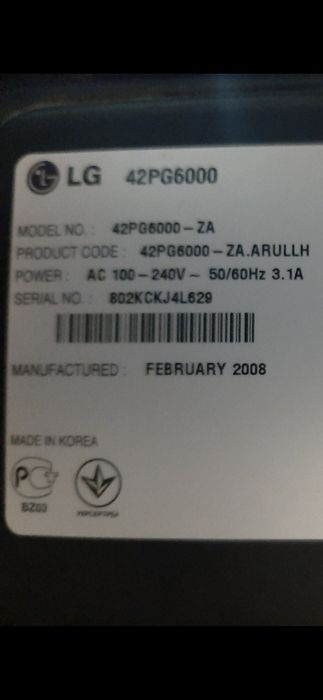 LG 42PG6000
MODEL NO. : 42PG6000-ZA
PRODUCT CODE : 42PG6000-ZA.ARULLH
POWER : AC 100-240V ~ 50/60Hz 3.1A
SERIAL NO. : 802KCKJ4L629
MANUFACTURED : FEBRUARY 2008
MADE IN KOREA